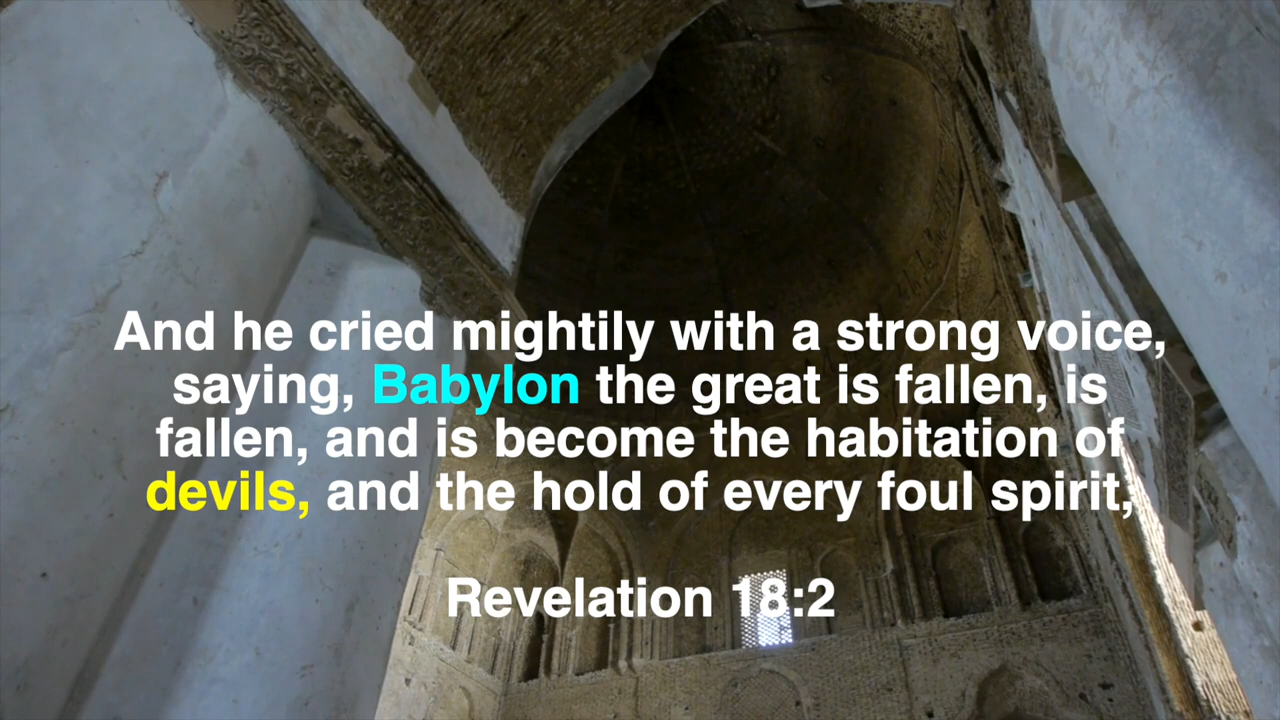 And he cried mightily with a strong voice,
saying, Babylon the great is fallen, is
fallen, and is become the habitation of
devils, and the hold of every foul spirit,
Revelation 18:2